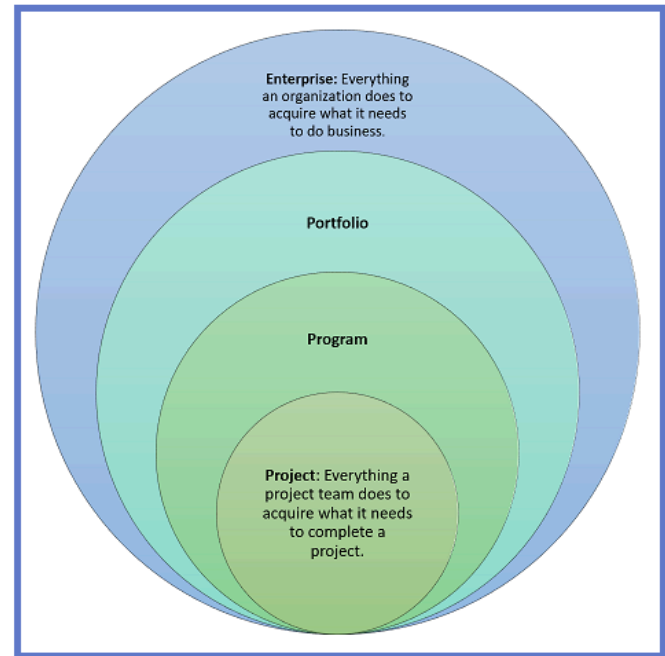 Enterprise: Everything
an organization does to
acquire what it needs
to do business.
Portfolio
Program
Project: Everything a
project team does to
acquire what it needs
to complete a
project.